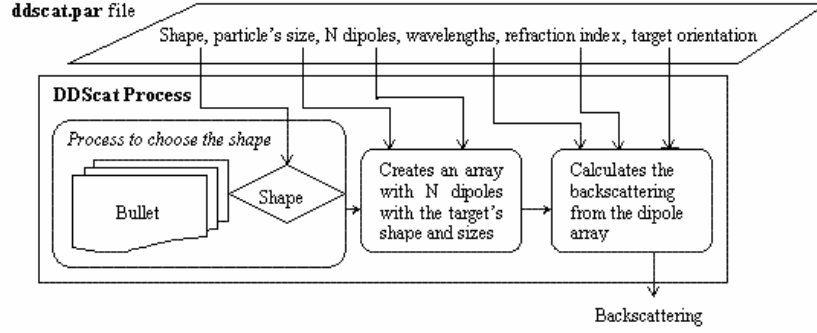 ddscat.par file
Shape, particle's size, N dipoles, wavelengths, refraction index, target orientation
DDScat Process
Process to choose the shape
Bullet
Shape
Creates an array
with N dipoles
with the target's
shape and sizes
Calculates the
backscattering
from the dipole
array
Backscattering